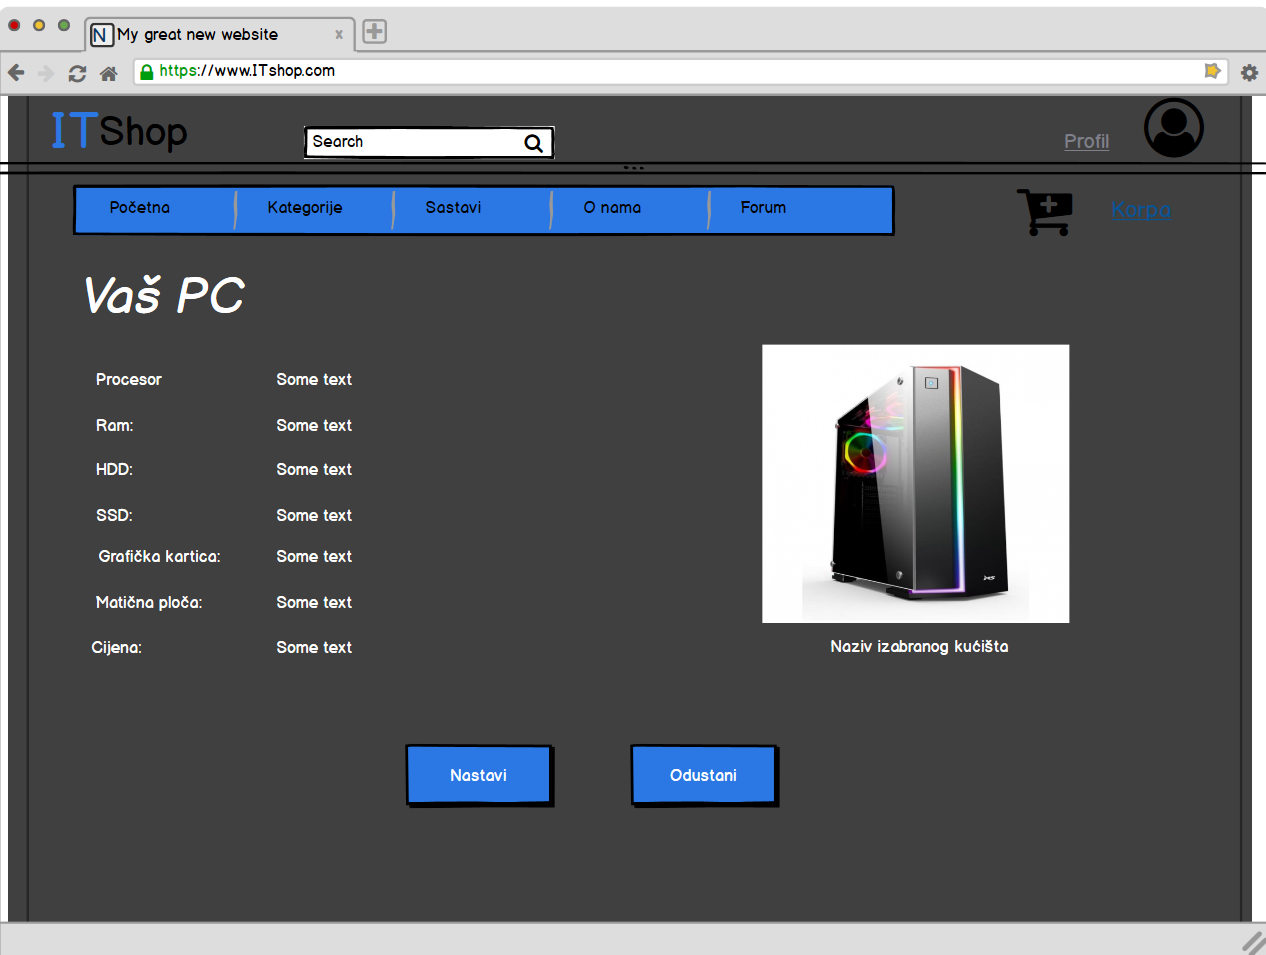 N My great new website x
https://www.ITshop.com
ITShop
Search
Profil
Početna Kategorije Sastavi O nama Forum
Korpa
Vaš PC
Procesor Some text
Ram: Some text
HDD: Some text
SSD: Some text
Grafička kartica: Some text
Matična ploča: Some text
Cijena: Some text
Naziv izabranog kućišta
Nastavi Odustani